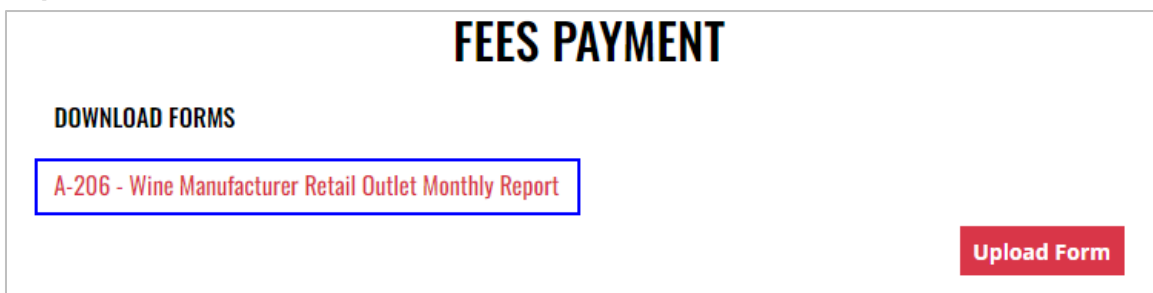 FEES PAYMENT
DOWNLOAD FORMS
A-206 - Wine Manufacturer Retail Outlet Monthly Report
Upload Form